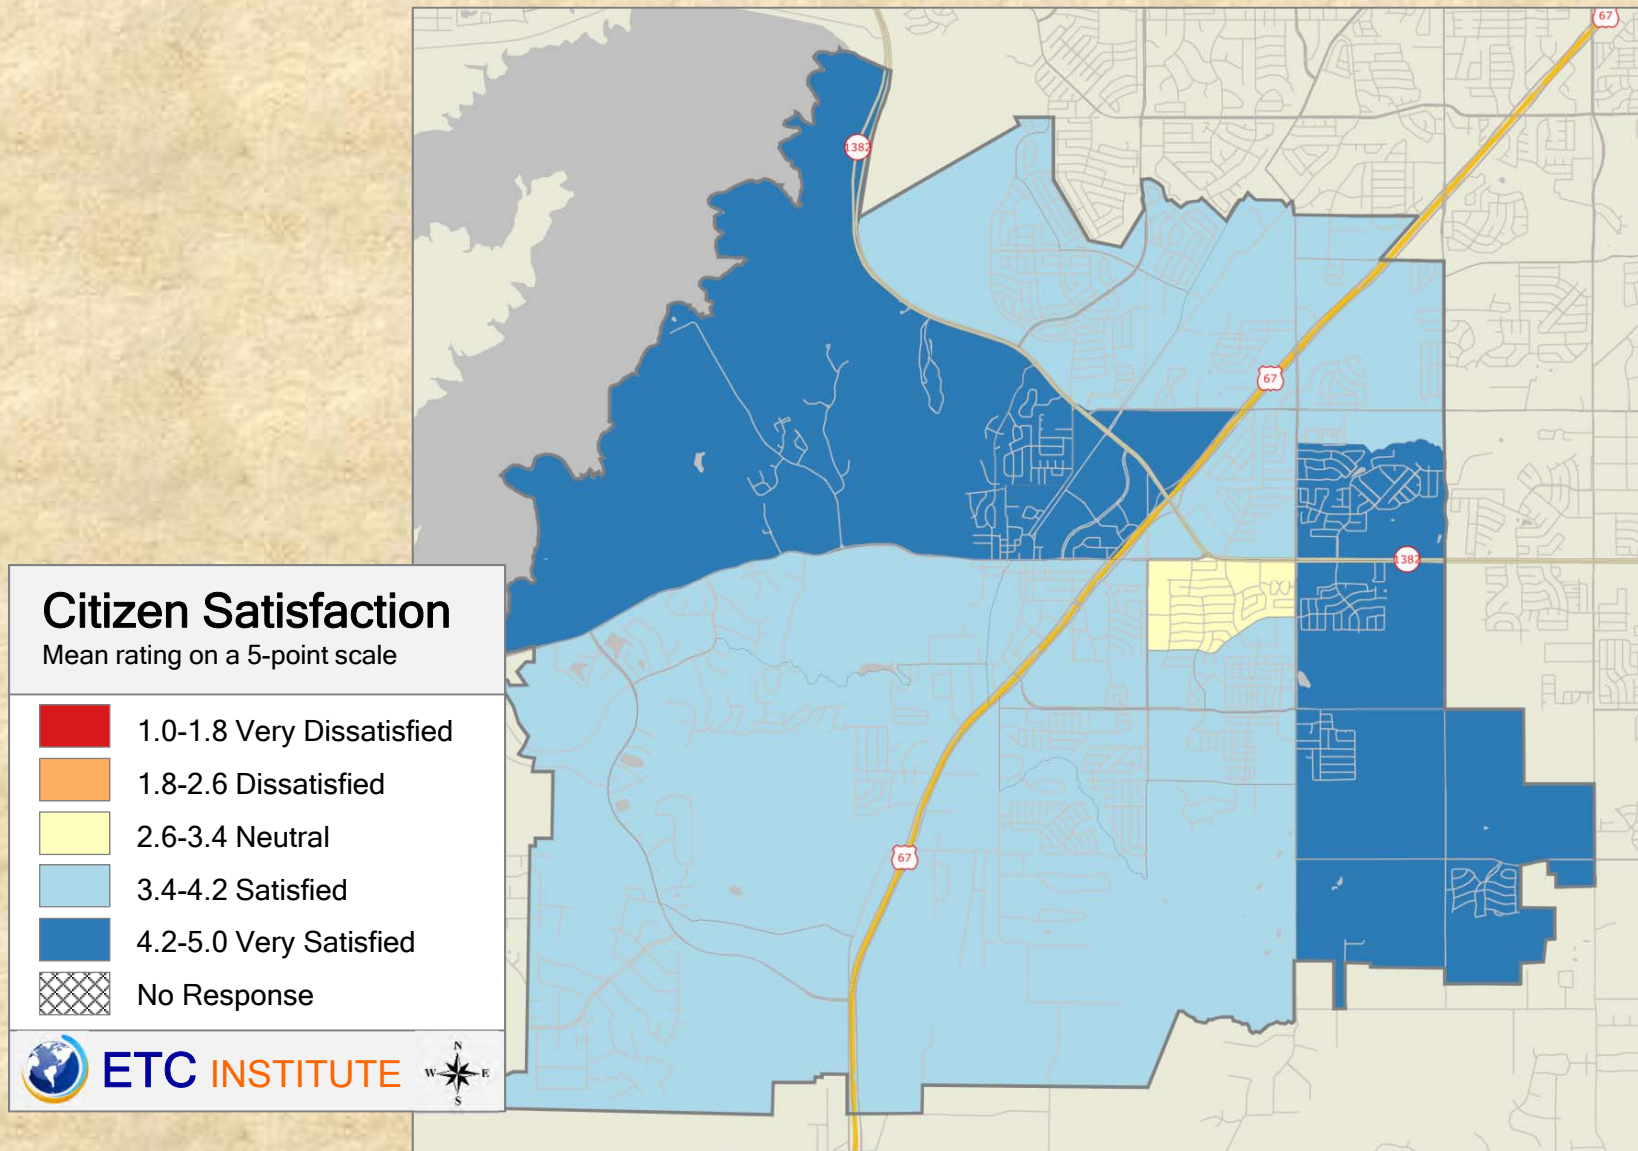 67
1382
67
1382
67
Citizen Satisfaction
Mean rating on a 5-point scale
1.0-1.8 Very Dissatisfied
1.8-2.6 Dissatisfied
2.6-3.4 Neutral
3.4-4.2 Satisfied
4.2-5.0 Very Satisfied
No Response
ETC INSTITUTE
N
W E
S